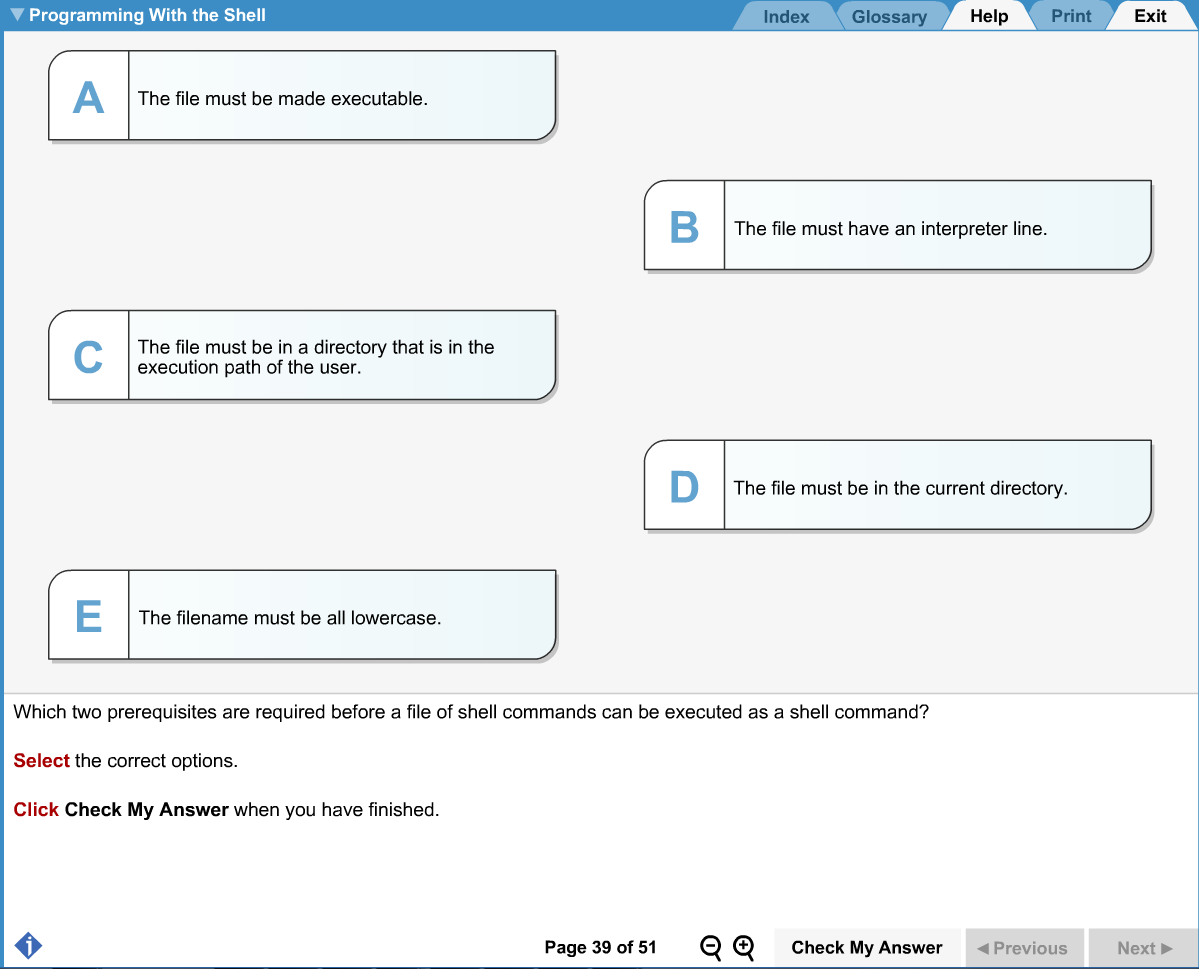 Programming With the Shell
Index
Glossary
Help
Print
Exit
A
The file must be made executable.
B
The file must have an interpreter line.
C
The file must be in a directory that is in the
execution path of the user.
D
The file must be in the current directory.
E
The filename must be all lowercase.
Which two prerequisites are required before a file of shell commands can be executed as a shell command?
Select the correct options.
Click Check My Answer when you have finished.
i
Page 39 of 51
Check My Answer
Previous
Next